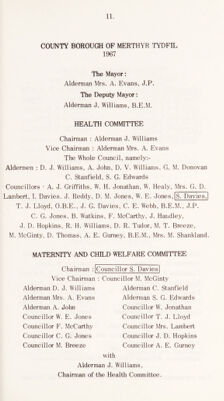 11.
COUNTY BOROUGH OF MERTHYR TYDFIL
1967
The Mayor:
Alderman Mrs. A. Evans, J.P.
The Deputy Mayor:
Alderman J. Williams, B.E.M.
HEALTH COMMITTEE
Chairman : Alderman J. Williams
Vice Chairman : Alderman Mrs. A. Evans
The Whole Council, namely:-
Aldermen : D. J. Williams, A. John, D. V. Williams, G. M. Donovan
C. Stanfield, S. G. Edwards
Councillors - A. J. Griffiths, W. H. Jonathan, W. Healy, Mrs. G. D.
Lambert, I. Davies, J. Reddy, D. M. Jones, W. E. Jones, S. Davies,
T. J. Lloyd, O.B.E., J. G. Davies, C. E. Webb, B.E.M., J.P.
C. G. Jones, B. Watkins, F. McCarthy, J. Handley,
J. D. Hopkins, R. H. Williams, D. R. Tudor, M. T. Breeze,
M. McGinty, D. Thomas, A. E. Gurney, B.E.M., Mrs. M. Shankland.
MATERNITY AND CHILD WELFARE COMMITTEE
Chairman : Councillor S. Davies
Vice Chairman : Councillor M. McGinty
Alderman D. J. Williams Alderman C. Stanfield
Alderman Mrs. A. Evans Alderman S. G. Edwards
Alderman A. John Councillor W. Jonathan
Councillor W. E. Jones Councillor T. J. Lloyd
Councillor F. McCarthy Councillor Mrs. Lambert
Councillor C. G. Jones Councillor J. D. Hopkins
Councillor M. Breeze Councillor A. E. Gurney
with
Alderman J. Williams,
Chairman of the Health Committee.